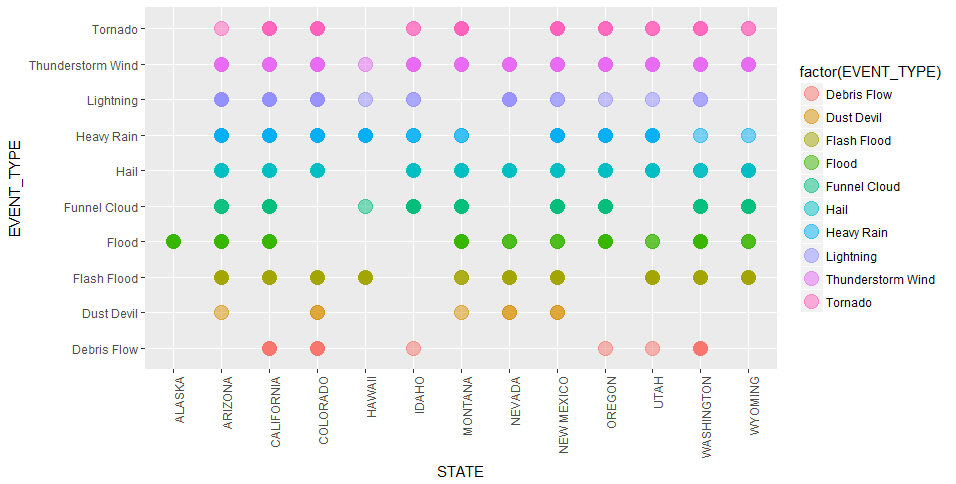 EVENT_TYPE
Tornado
Thunderstorm Wind
Lightning
Heavy Rain
Hail
Funnel Cloud
Flood
Flash Flood
Dust Devil
Debris Flow
ALASKA
ARIZONA
CALIFORNIA
COLORADO
HAWAII
IDAHO
MONTANA
NEVADA
NEW MEXICO
OREGON
UTAH
WASHINGTON
WYOMING
STATE
factor(EVENT_TYPE)
Debris Flow
Dust Devil
Flash Flood
Flood
Funnel Cloud
Hail
Heavy Rain
Lightning
Thunderstorm Wind
Tornado